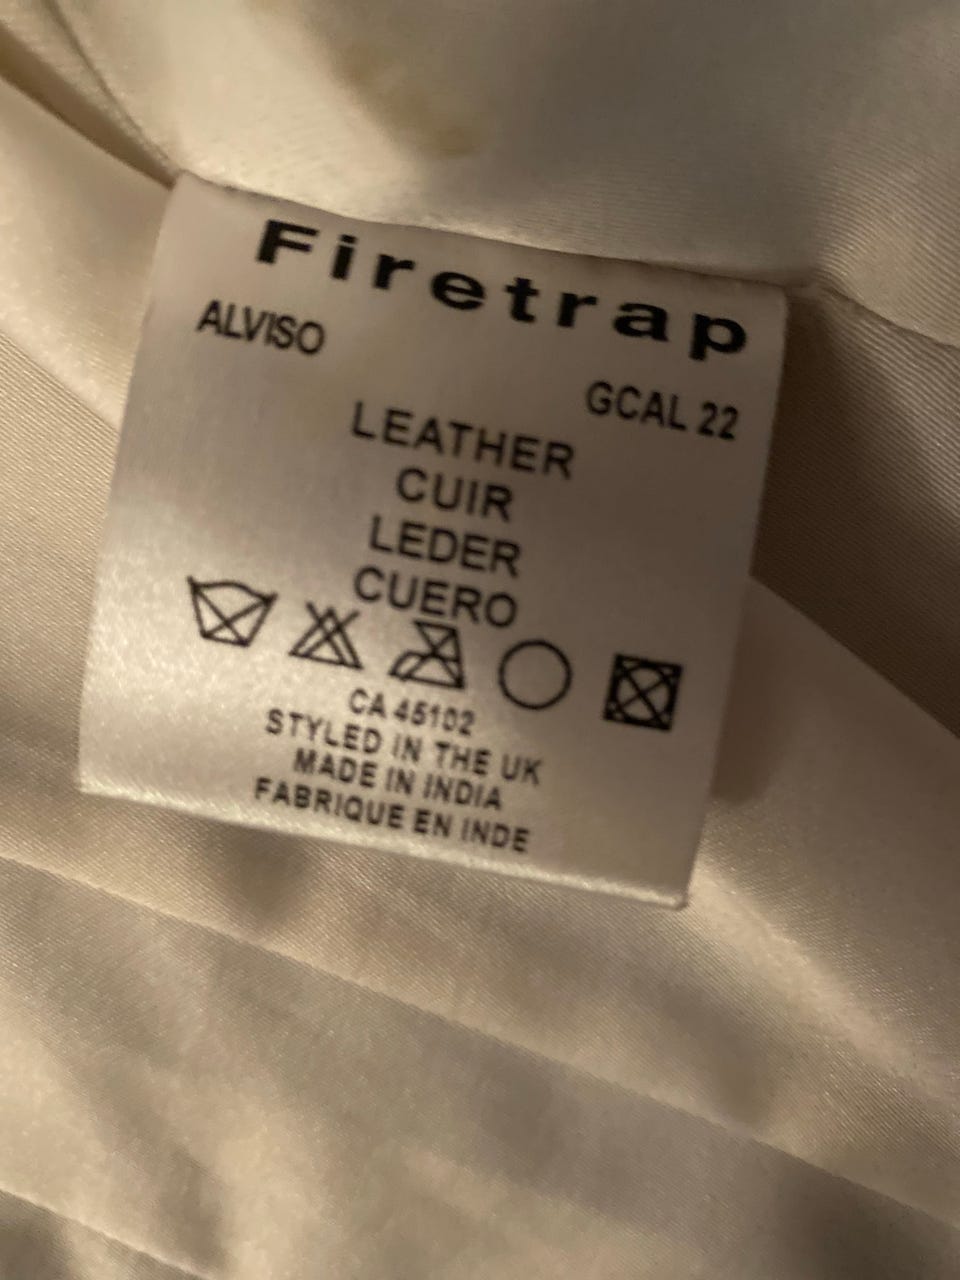 Firetrap
ALVISO
GCAL 22
LEATHER
CUIR
LEDER
CUERO
CA 45102
STYLED IN THE UK
MADE IN INDIA
FABRIQUE EN INDE